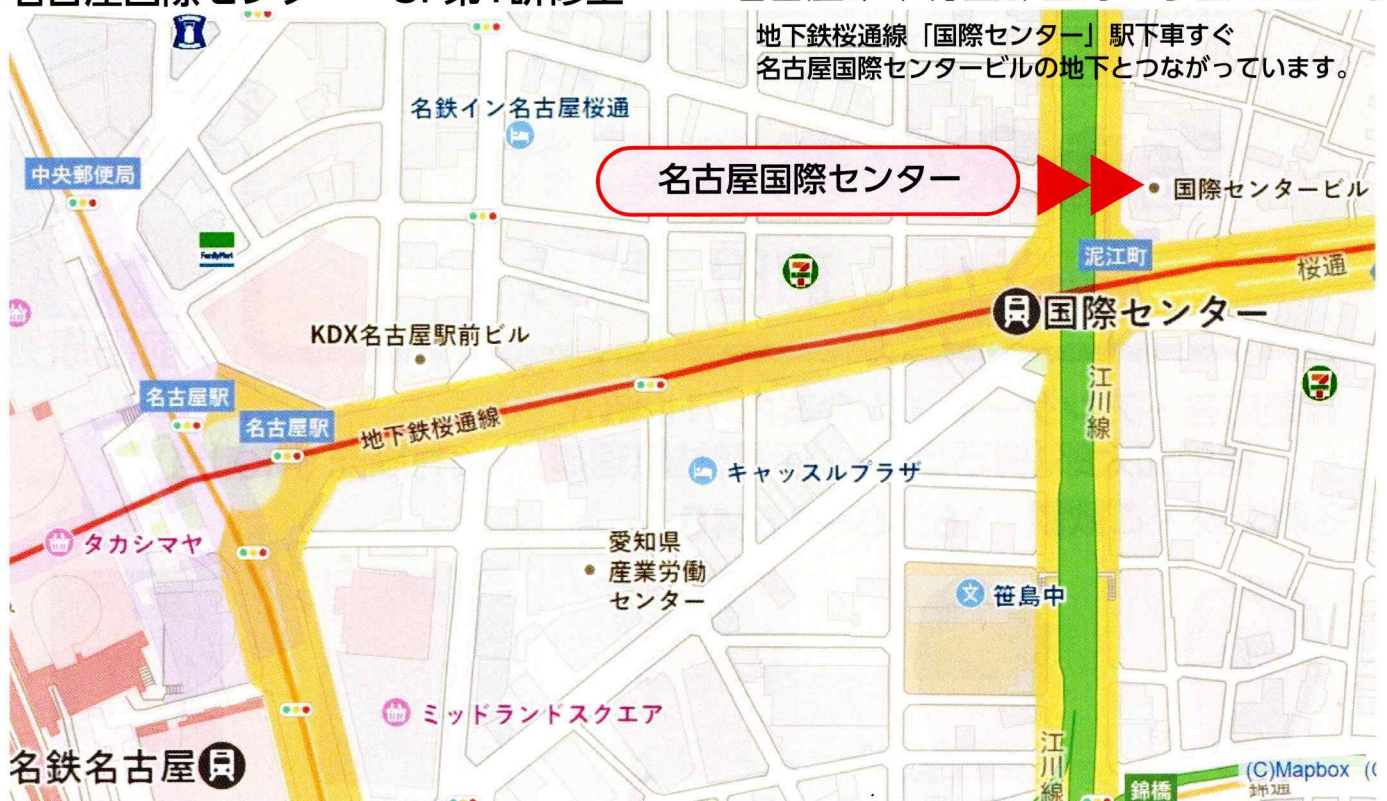 地下鉄桜通線「国際センター」駅下車すぐ
名古屋国際センタービルの地下とつながっています。
名鉄イン名古屋桜通
中央郵便局
名古屋国際センター
国際センタービル
FamilyMart
泥江町
桜通
国際センター
KDX名古屋駅前ビル
名古屋駅
名古屋駅
地下鉄桜通線
江川線
キャッスルプラザ
タカシマヤ
愛知県
産業労働
センター
笹島中
ミッドランドスクエア
名鉄名古屋
江川線
錦橋
(C)Mapbox